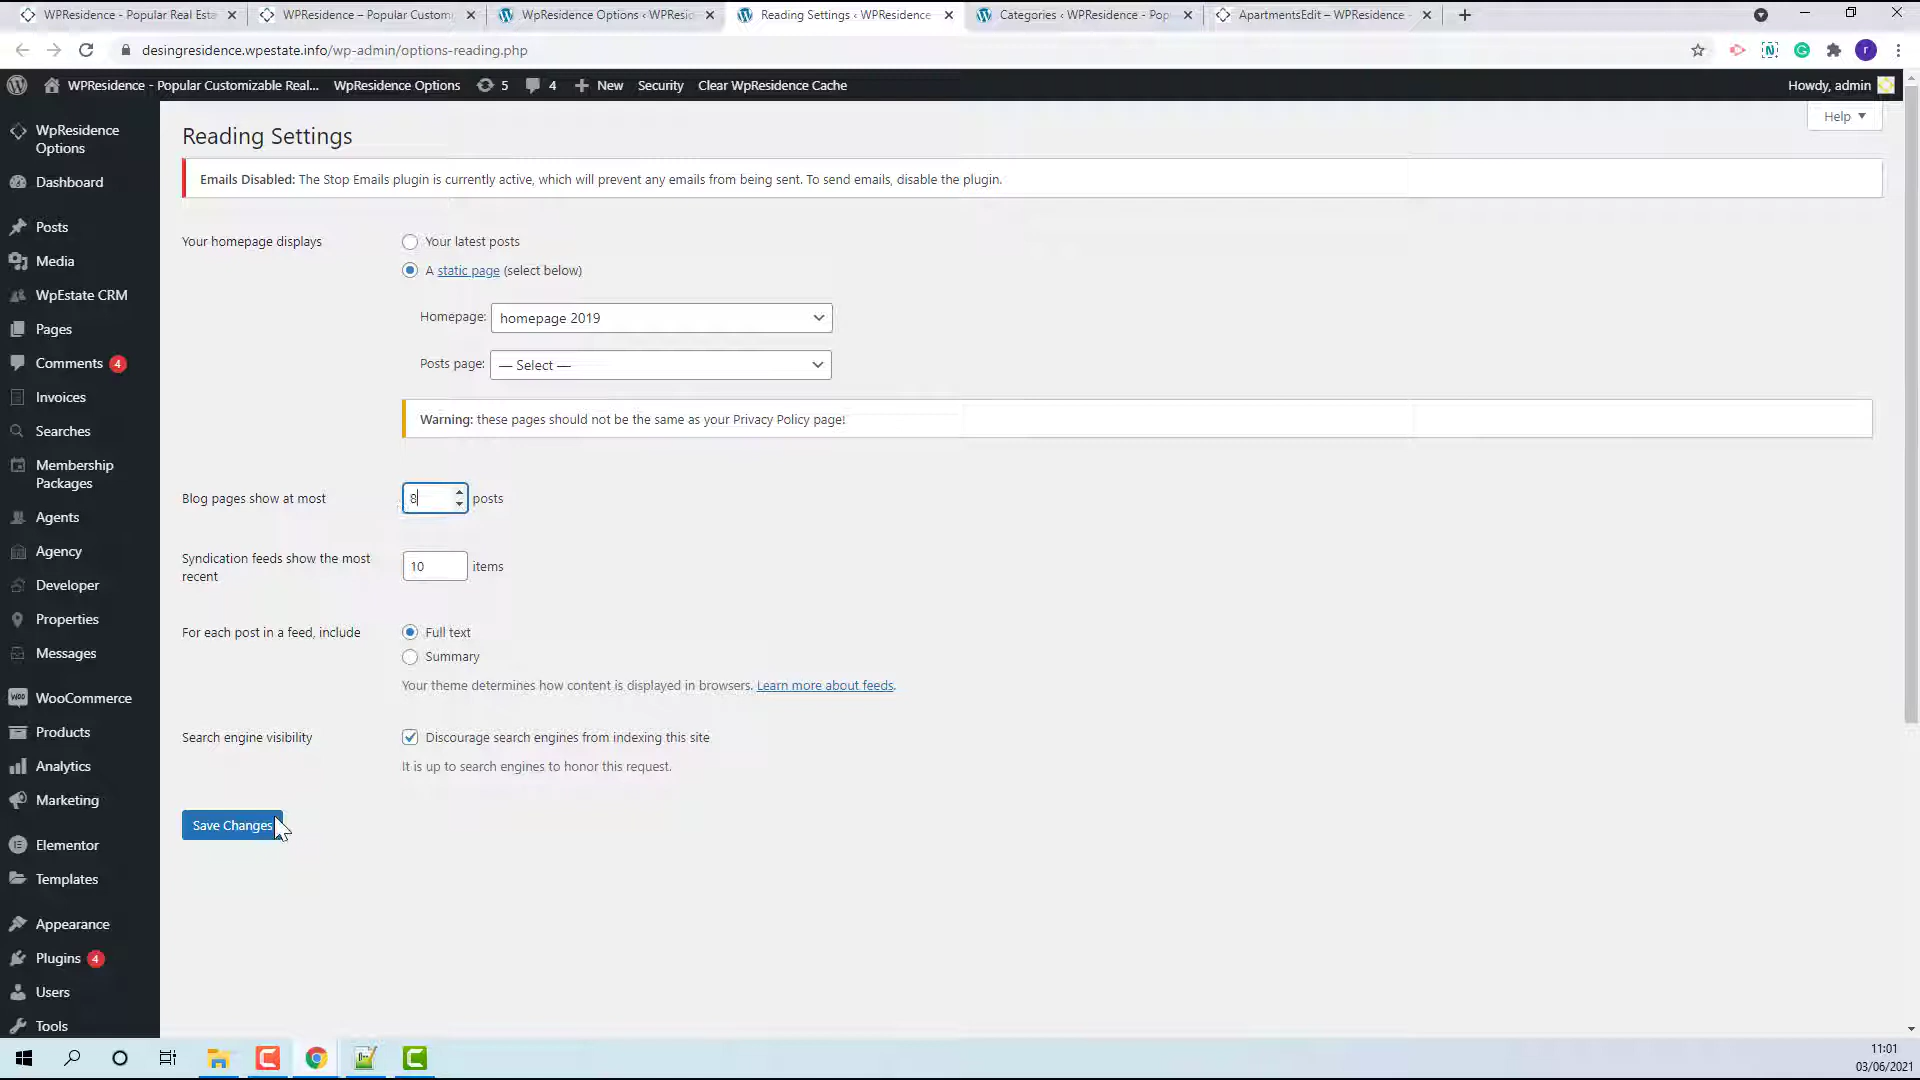 WPResidence - Popular Real Esta
WPResidence – Popular Custom
WpResidence Options ‹ WPResid
Reading Settings ‹ WPResidence
Categories ‹ WPResidence - Pop
ApartmentsEdit – WPResidence -
desingresidence.wpestate.info/wp-admin/options-reading.php
r
WPResidence - Popular Customizable Real...
WpResidence Options
5
4
New
Security
Clear WpResidence Cache
Howdy, admin
WpResidence
Options
Dashboard
Posts
Media
WpEstate CRM
Pages
Comments 4
Invoices
Searches
Membership
Packages
Agents
Agency
Developer
Properties
Messages
WooCommerce
Products
Analytics
Marketing
Elementor
Templates
Appearance
Plugins 4
Users
Tools
Help
Reading Settings
Emails Disabled: The Stop Emails plugin is currently active, which will prevent any emails from being sent. To send emails, disable the plugin.
Your homepage displays
Your latest posts
A static page (select below)
Homepage: homepage 2019
Posts page: — Select —
Warning: these pages should not be the same as your Privacy Policy page!
Blog pages show at most 8 posts
Syndication feeds show the most
recent
10 items
For each post in a feed, include
Full text
Summary
Your theme determines how content is displayed in browsers. Learn more about feeds.
Search engine visibility
Discourage search engines from indexing this site
It is up to search engines to honor this request.
Save Changes
11:01
03/06/2021